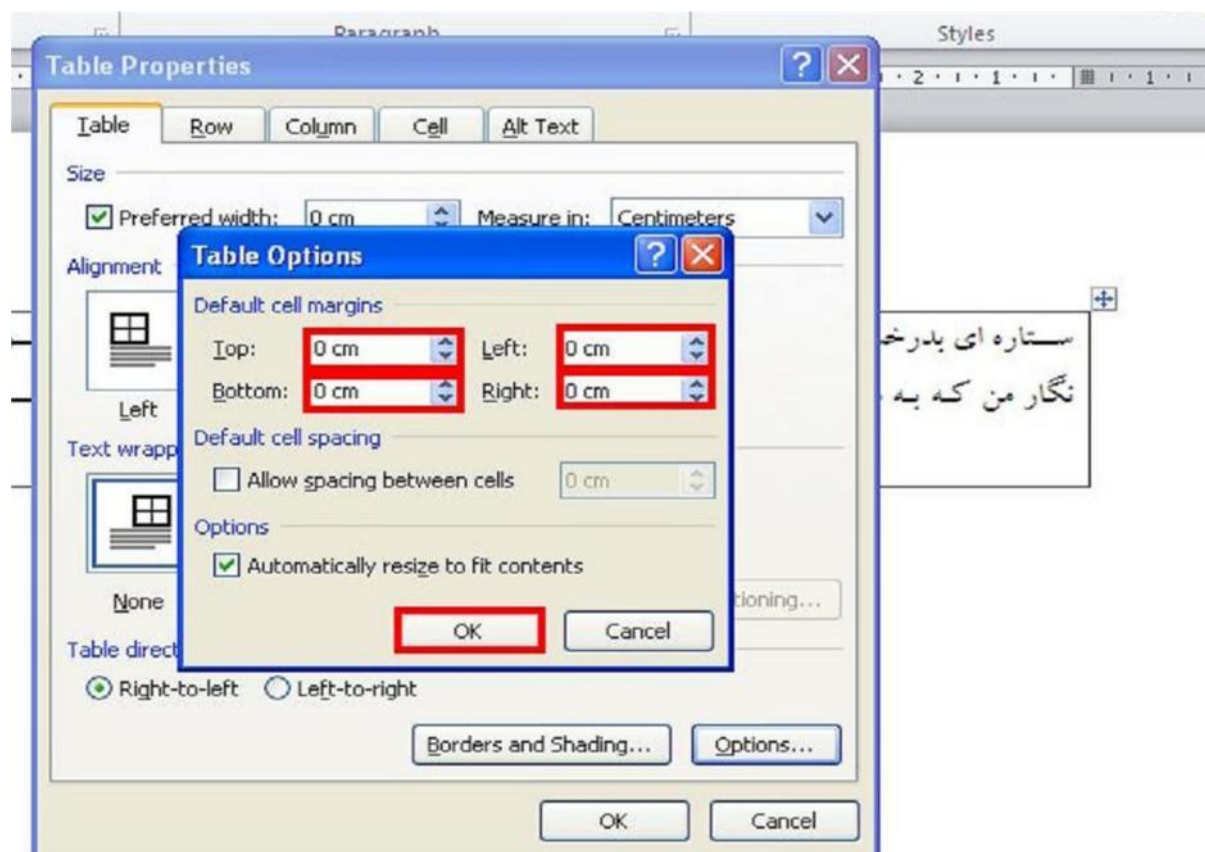 Paragraph
Styles
Table Properties
2 1 1
Table Row Column Cell Alt Text
Size
Preferred width: 0 cm Measure in: Centimeters
Alignment
Table Options
Default cell margins
Top: 0 cm Left: 0 cm
Bottom: 0 cm Right: 0 cm
ستاره ای بدرخ
نگار من که به
Left
Default cell spacing
Text wrapp
Allow spacing between cells 0 cm
Options
Automatically resize to fit contents
None
tioning...
OK Cancel
Table direct
Right-to-left Left-to-right
Borders and Shading... Options...
OK Cancel